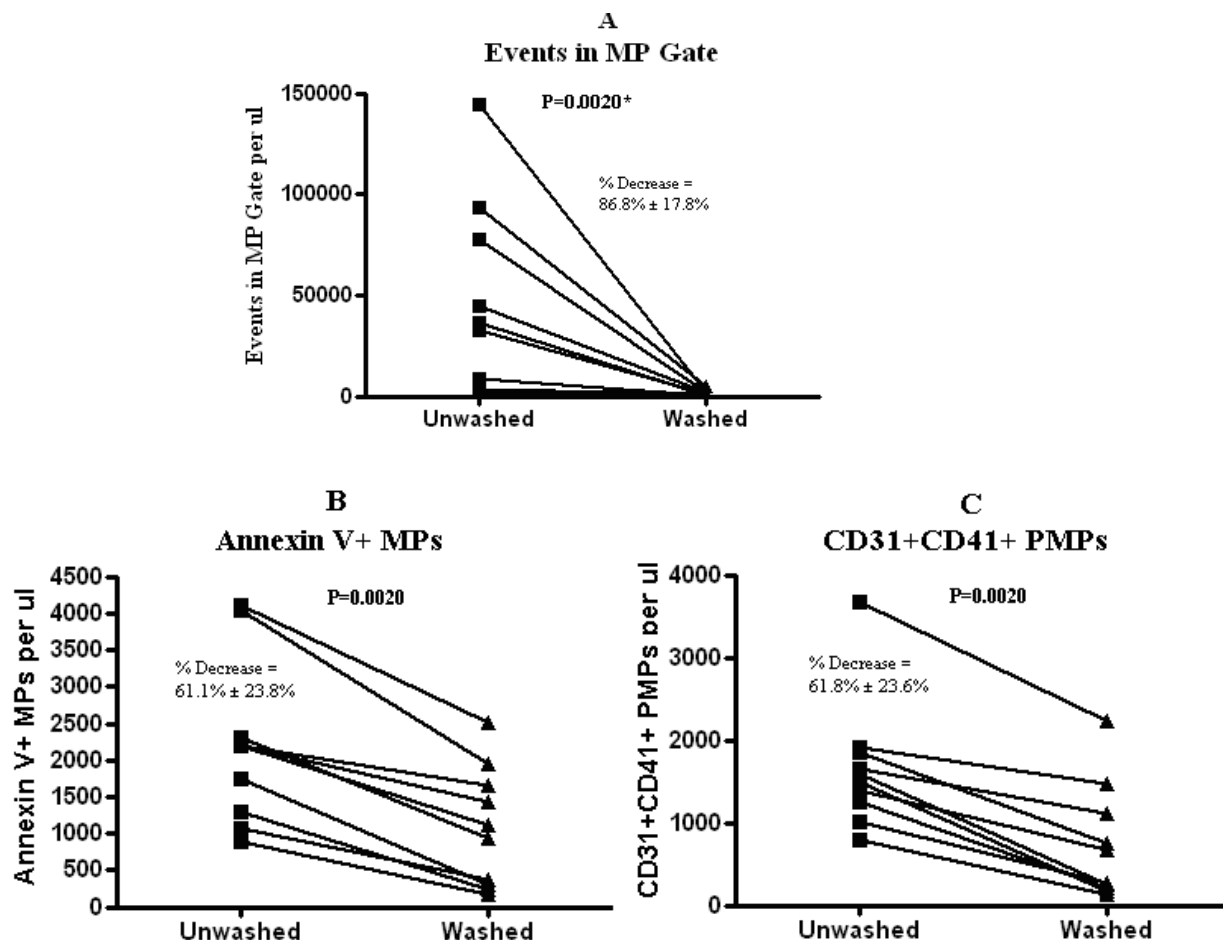 A
Events in MP Gate
150000
P=0.0020*
% Decrease =
86.8% ± 17.8%
100000
50000
0
Events in MP Gate per ul
Unwashed
Washed
B
Annexin V+ MPs
4500
P=0.0020
4000
3500
% Decrease =
61.1% ± 23.8%
3000
2500
2000
1500
1000
500
0
Annexin V+ MPs per ul
Unwashed
Washed
C
CD31+CD41+ PMPs
4000
P=0.0020
3000
% Decrease =
61.8% ± 23.6%
2000
1000
0
CD31+CD41+ PMPs per ul
Unwashed
Washed